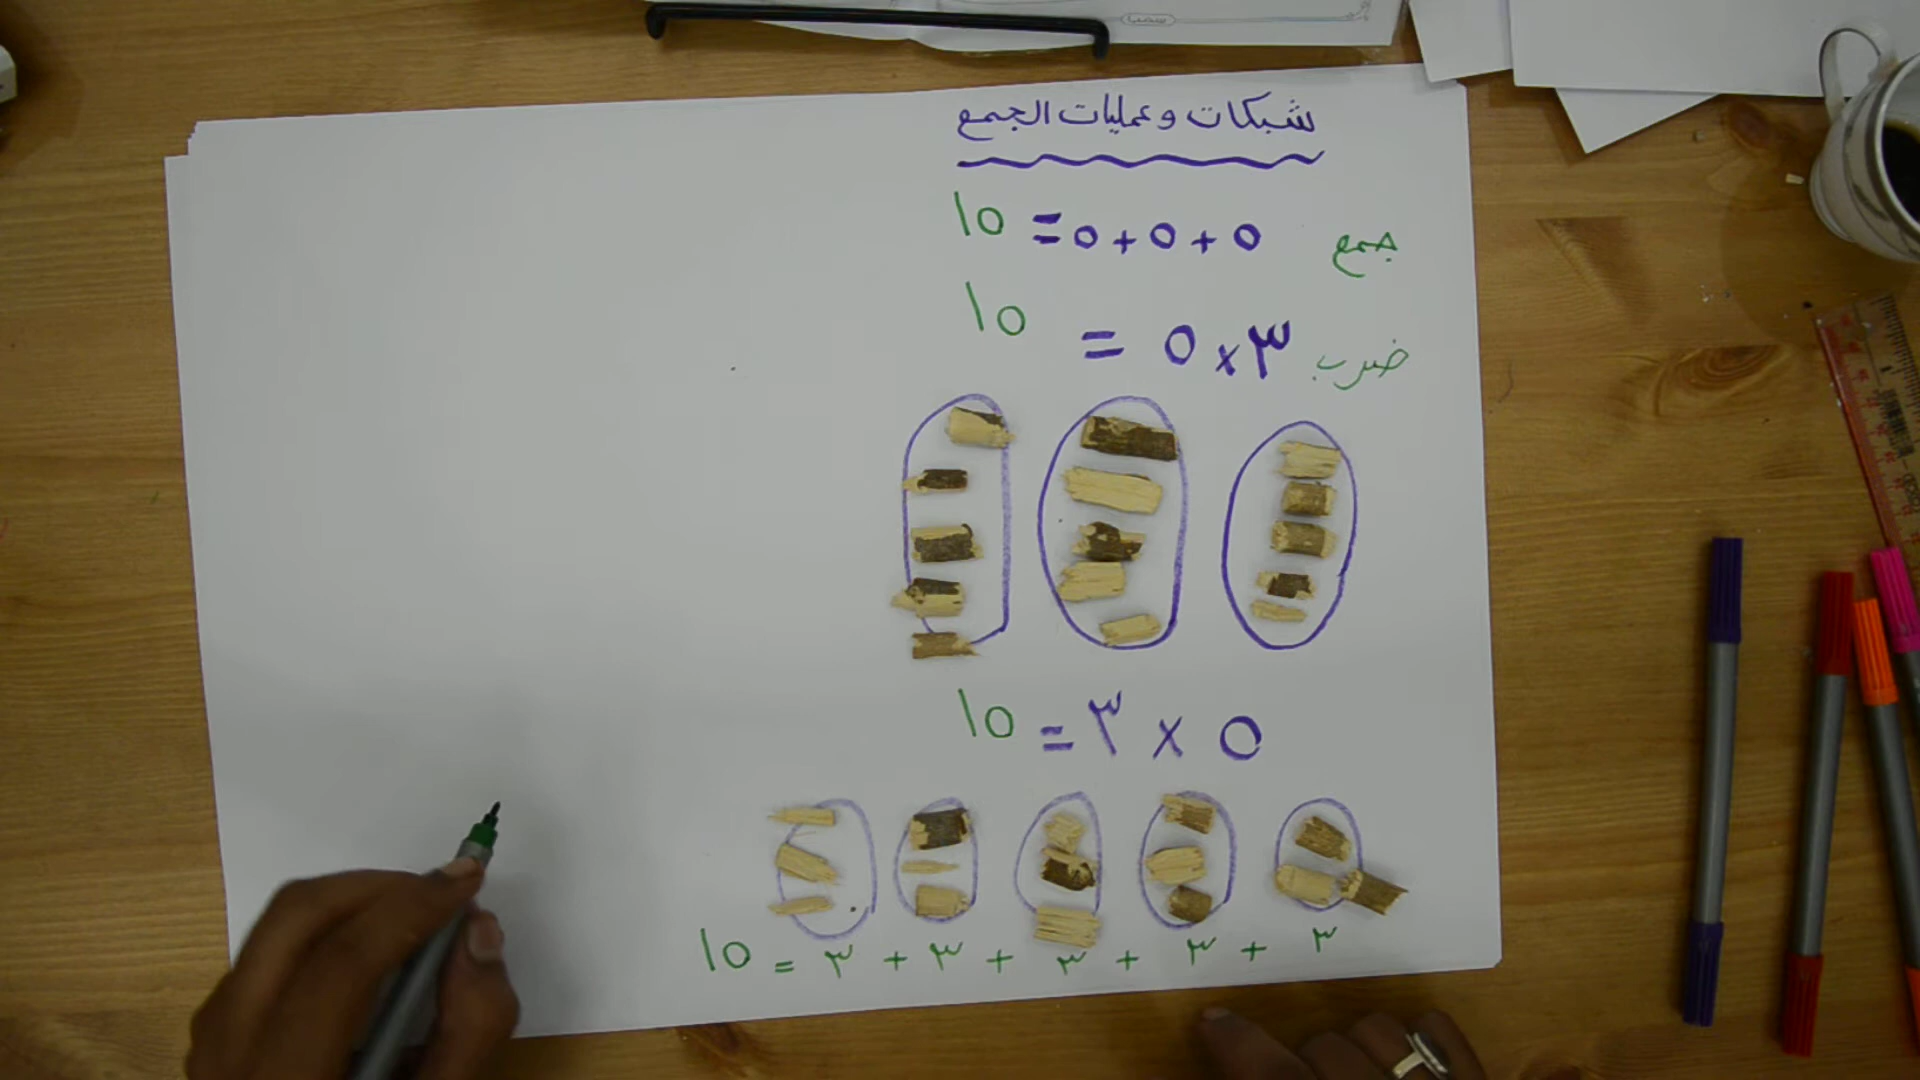 شبكات وعمليات الجمع
جمع ٥ + ٥ + ٥ = ١٥
ضرب ٣ × ٥ = ١٥
٥ × ٣ = ١٥
٣ + ٣ + ٣ + ٣ + ٣ = ١٥